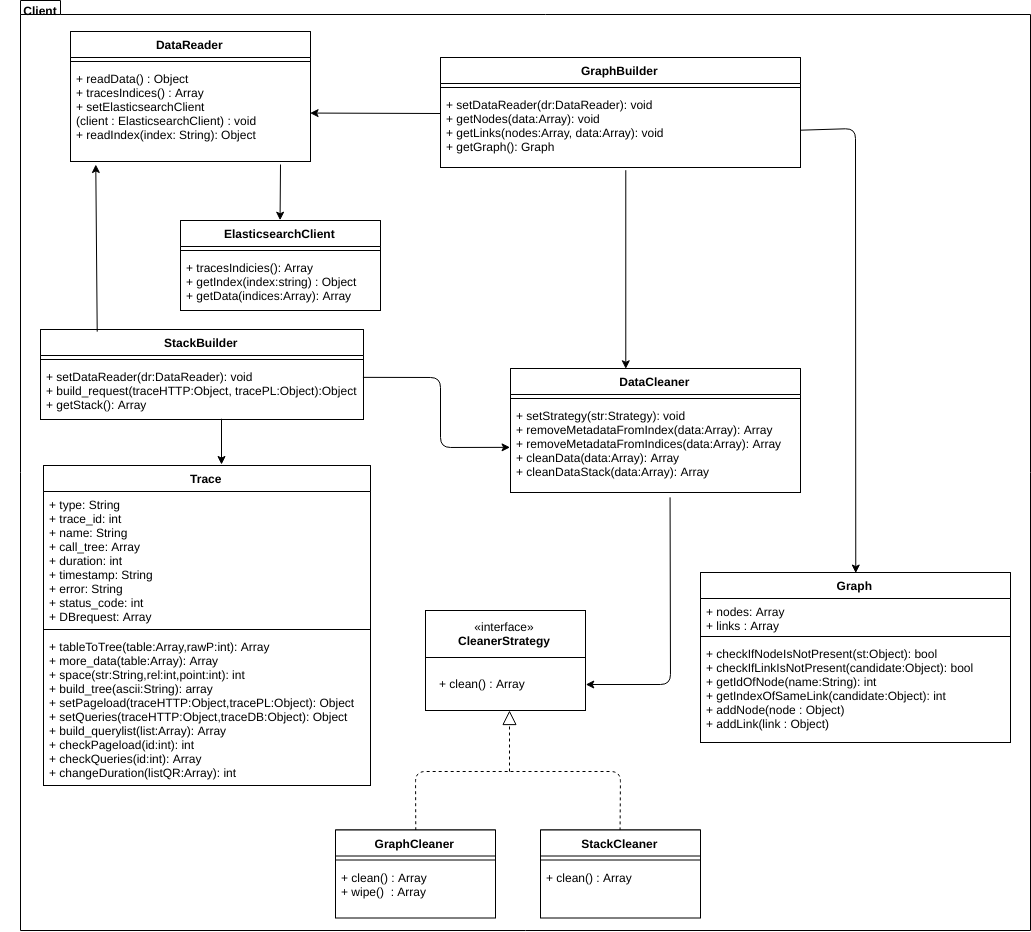 Client
DataReader
+ readData() : Object
+ tracesIndices() : Array
+ setElasticsearchClient
(client : ElasticsearchClient) : void
+ readIndex(index: String): Object
GraphBuilder
+ setDataReader(dr:DataReader): void
+ getNodes(data:Array): void
+ getLinks(nodes:Array, data:Array): void
+ getGraph(): Graph
ElasticsearchClient
+ tracesIndicies(): Array
+ getIndex(index:string) : Object
+ getData(indices:Array): Array
StackBuilder
+ setDataReader(dr:DataReader): void
+ build_request(traceHTTP:Object, tracePL:Object):Object
+ getStack(): Array
DataCleaner
+ setStrategy(str:Strategy): void
+ removeMetadataFromIndex(data:Array): Array
+ removeMetadataFromIndices(data:Array): Array
+ cleanData(data:Array): Array
+ cleanDataStack(data:Array): Array
Trace
+ type: String
+ trace_id: int
+ name: String
+ call_tree: Array
+ duration: int
+ timestamp: String
+ error: String
+ status_code: int
+ DBrequest: Array
+ tableToTree(table:Array,rawP:int): Array
+ more_data(table:Array): Array
+ space(str:String,rel:int,point:int): int
+ build_tree(ascii:String): array
+ setPageload(traceHTTP:Object,tracePL:Object): Object
+ setQueries(traceHTTP:Object,traceDB:Object): Object
+ build_querylist(list:Array): Array
+ checkPageload(id:int): int
+ checkQueries(id:int): Array
+ changeDuration(listQR:Array): int
«interface»
CleanerStrategy
+ clean() : Array
Graph
+ nodes: Array
+ links : Array
+ checkIfNodeIsNotPresent(st:Object): bool
+ checkIfLinkIsNotPresent(candidate:Object): bool
+ getIdOfNode(name:String): int
+ getIndexOfSameLink(candidate:Object): int
+ addNode(node : Object)
+ addLink(link : Object)
GraphCleaner
+ clean() : Array
+ wipe() : Array
StackCleaner
+ clean() : Array